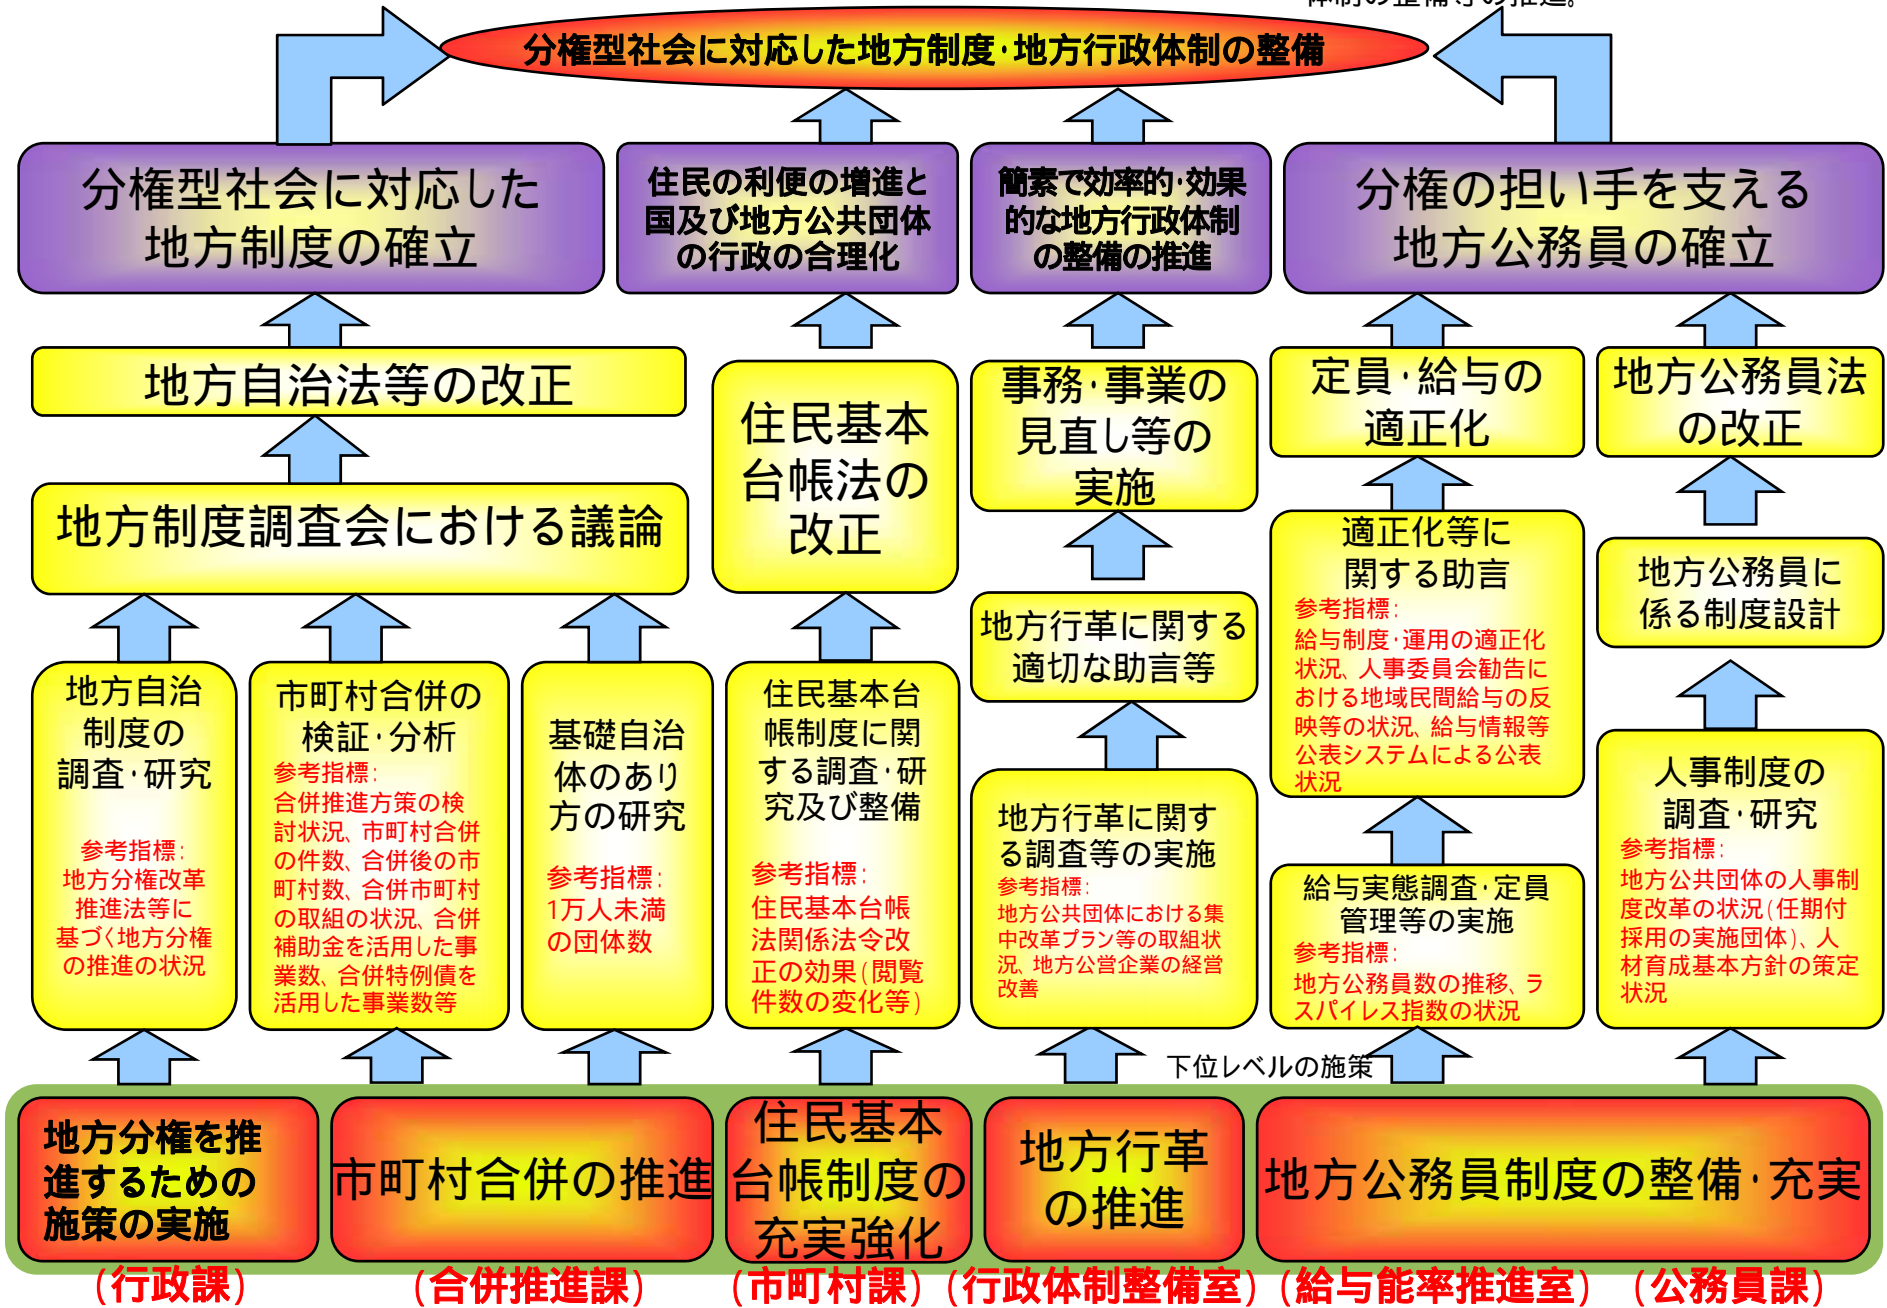 体制の整備等の推進。
分権型社会に対応した地方制度・地方行政体制の整備
分権型社会に対応した
地方制度の確立
住民の利便の増進と
国及び地方公共団体
の行政の合理化
簡素で効率的・効果
的な地方行政体制
の整備の推進
分権の担い手を支える
地方公務員の確立
地方自治法等の改正
地方制度調査会における議論
住民基本
台帳法の
改正
事務・事業の
見直し等の
実施
定員・給与の
適正化
地方公務員法
の改正
適正化等に
関する助言
参考指標:
給与制度・運用の適正化
状況、人事委員会勧告に
おける地域民間給与の反
映等の状況、給与情報等
公表システムによる公表
状況
地方公務員に
係る制度設計
地方行革に関する
適切な助言等
地方自治
制度の
調査・研究
参考指標:
地方分権改革
推進法等に
基づく地方分権
の推進の状況
市町村合併の
検証・分析
参考指標:
合併推進方策の検
討状況、市町村合併
の件数、合併後の市
町村数、合併市町村
の取組の状況、合併
補助金を活用した事
業数、合併特例債を
活用した事業数等
基礎自治
体のあり
方の研究
参考指標:
1万人未満
の団体数
住民基本台
帳制度に関
する調査・研
究及び整備
参考指標:
住民基本台帳
法関係法令改
正の効果(閲覧
件数の変化等)
地方行革に関す
る調査等の実施
参考指標:
地方公共団体における集
中改革プラン等の取組状
況、地方公営企業の経営
改善
給与実態調査・定員
管理等の実施
参考指標:
地方公務員数の推移、ラ
スパイレス指数の状況
人事制度の
調査・研究
参考指標:
地方公共団体の人事制
度改革の状況(任期付
採用の実施団体)、人
材育成基本方針の策定
状況
下位レベルの施策
地方分権を推
進するための
施策の実施
市町村合併の推進
住民基本
台帳制度の
充実強化
地方行革
の推進
地方公務員制度の整備・充実
(行政課)
(合併推進課)
(市町村課)
(行政体制整備室)
(給与能率推進室)
(公務員課)